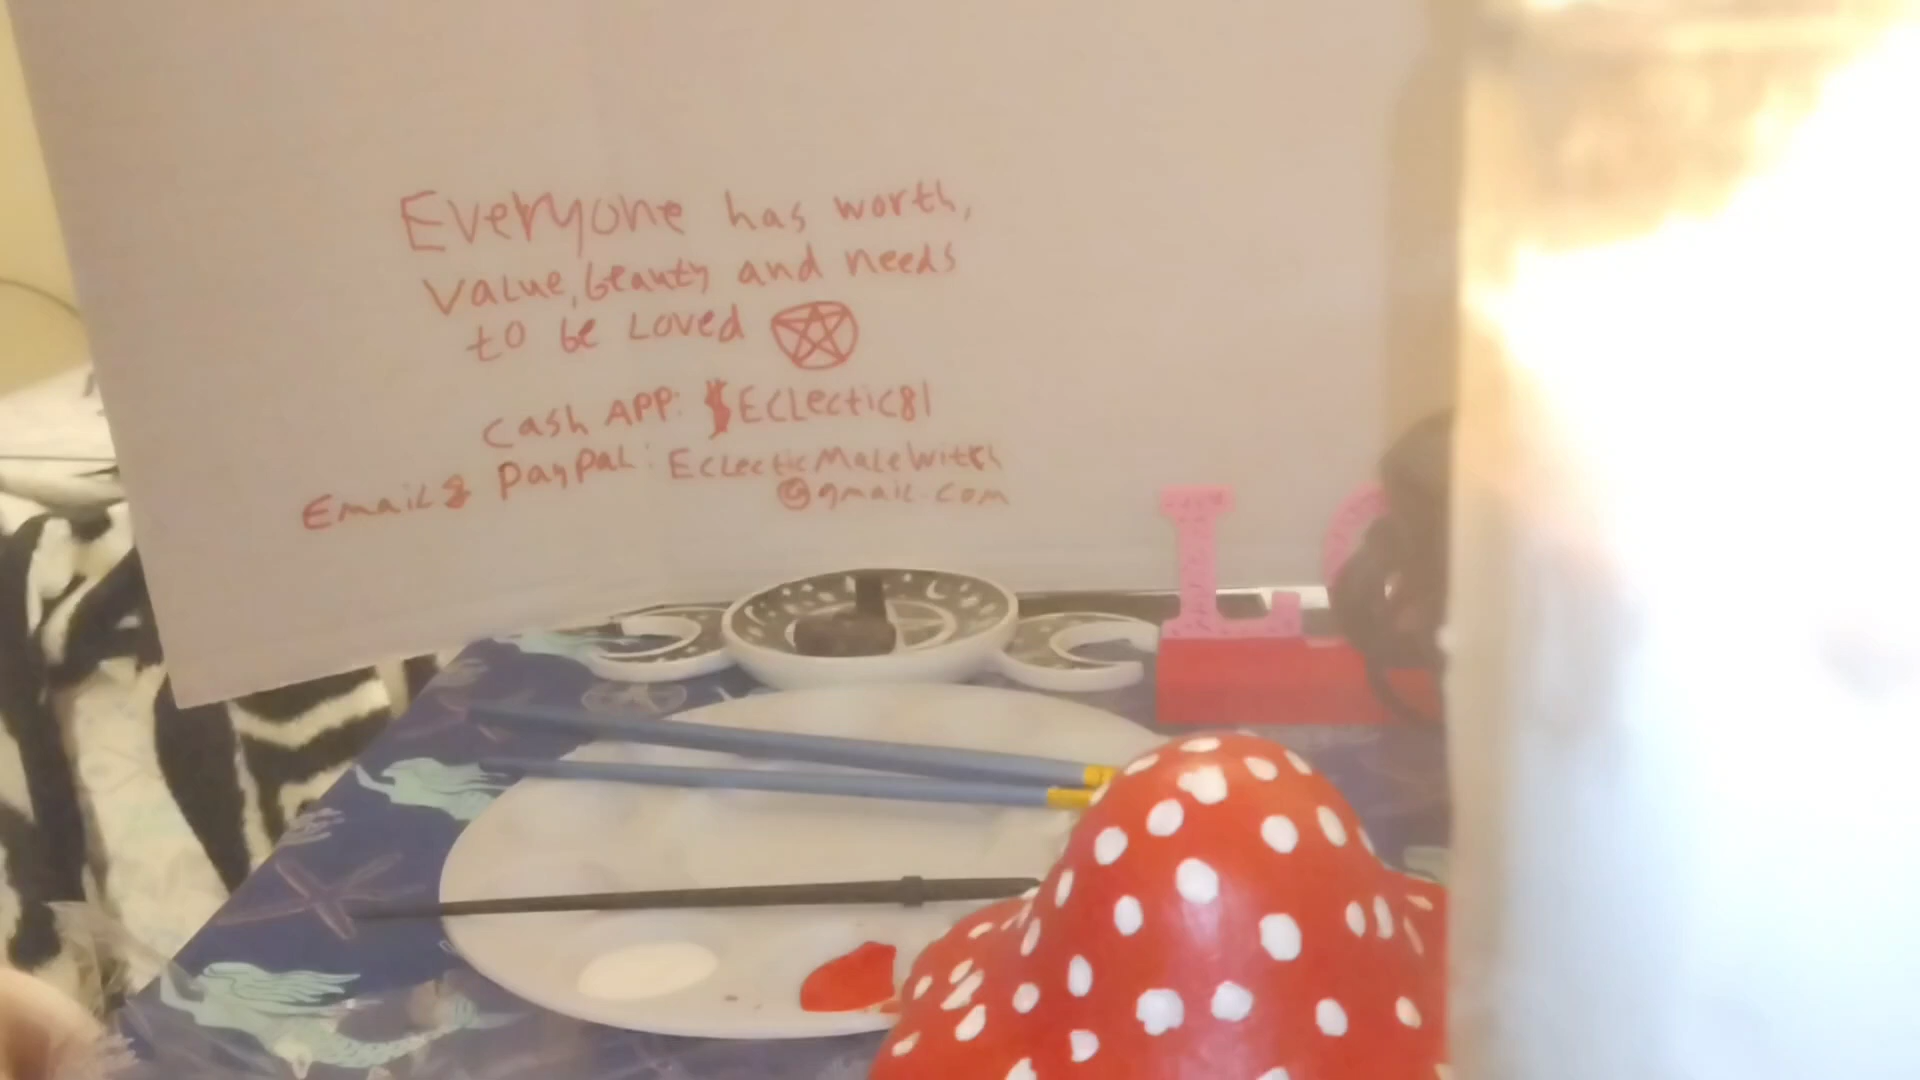 Everyone has worth,
value, beauty and needs
to be Loved
Cash APP: $Eclectic81
Email & PayPal: EclecticMaleWitch
@gmail.com